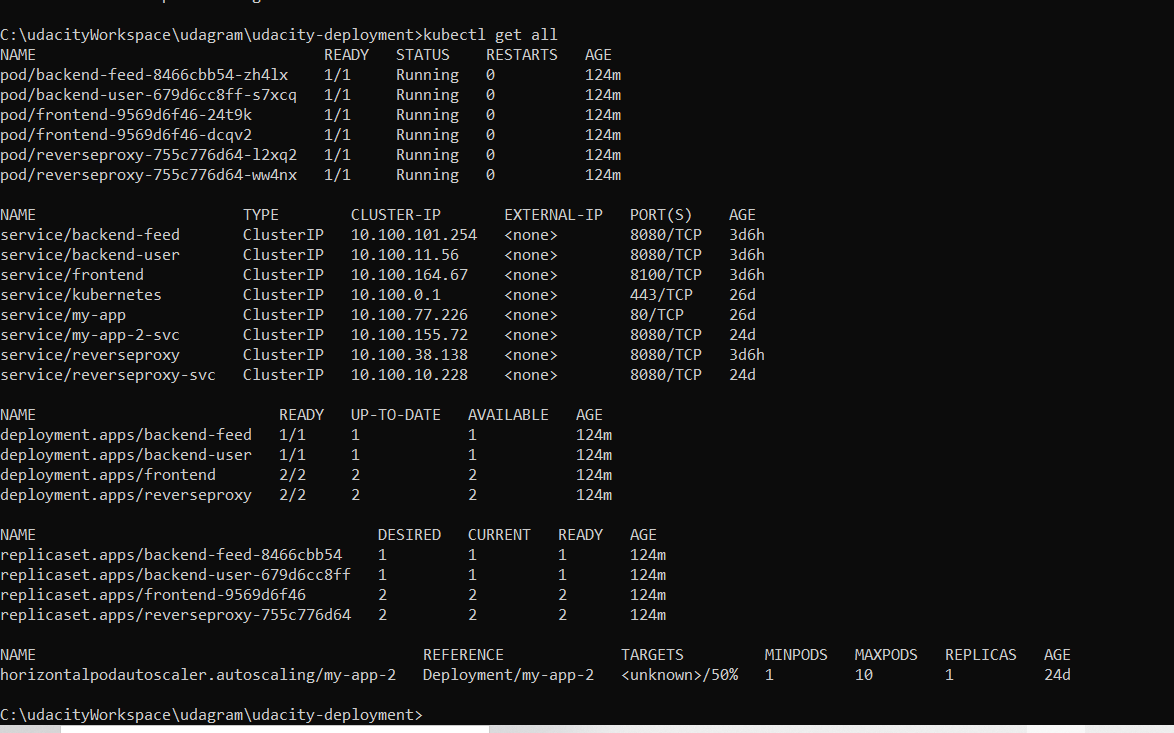 C:\udacityWorkspace\udagram\udacity-deployment>kubectl get all
NAME READY STATUS RESTARTS AGE
pod/backend-feed-8466cbb54-zh4lx 1/1 Running 0 124m
pod/backend-user-679d6cc8ff-s7xcq 1/1 Running 0 124m
pod/frontend-9569d6f46-24t9k 1/1 Running 0 124m
pod/frontend-9569d6f46-dcqv2 1/1 Running 0 124m
pod/reverseproxy-755c776d64-l2xq2 1/1 Running 0 124m
pod/reverseproxy-755c776d64-ww4nx 1/1 Running 0 124m
NAME TYPE CLUSTER-IP EXTERNAL-IP PORT(S) AGE
service/backend-feed ClusterIP 10.100.101.254 <none> 8080/TCP 3d6h
service/backend-user ClusterIP 10.100.11.56 <none> 8080/TCP 3d6h
service/frontend ClusterIP 10.100.164.67 <none> 8100/TCP 3d6h
service/kubernetes ClusterIP 10.100.0.1 <none> 443/TCP 26d
service/my-app ClusterIP 10.100.77.226 <none> 80/TCP 26d
service/my-app-2-svc ClusterIP 10.100.155.72 <none> 8080/TCP 24d
service/reverseproxy ClusterIP 10.100.38.138 <none> 8080/TCP 3d6h
service/reverseproxy-svc ClusterIP 10.100.10.228 <none> 8080/TCP 24d
NAME READY UP-TO-DATE AVAILABLE AGE
deployment.apps/backend-feed 1/1 1 1 124m
deployment.apps/backend-user 1/1 1 1 124m
deployment.apps/frontend 2/2 2 2 124m
deployment.apps/reverseproxy 2/2 2 2 124m
NAME DESIRED CURRENT READY AGE
replicaset.apps/backend-feed-8466cbb54 1 1 1 124m
replicaset.apps/backend-user-679d6cc8ff 1 1 1 124m
replicaset.apps/frontend-9569d6f46 2 2 2 124m
replicaset.apps/reverseproxy-755c776d64 2 2 2 124m
NAME REFERENCE TARGETS MINPODS MAXPODS REPLICAS AGE
horizontalpodautoscaler.autoscaling/my-app-2 Deployment/my-app-2 <unknown>/50% 1 10 1 24d
C:\udacityWorkspace\udagram\udacity-deployment>